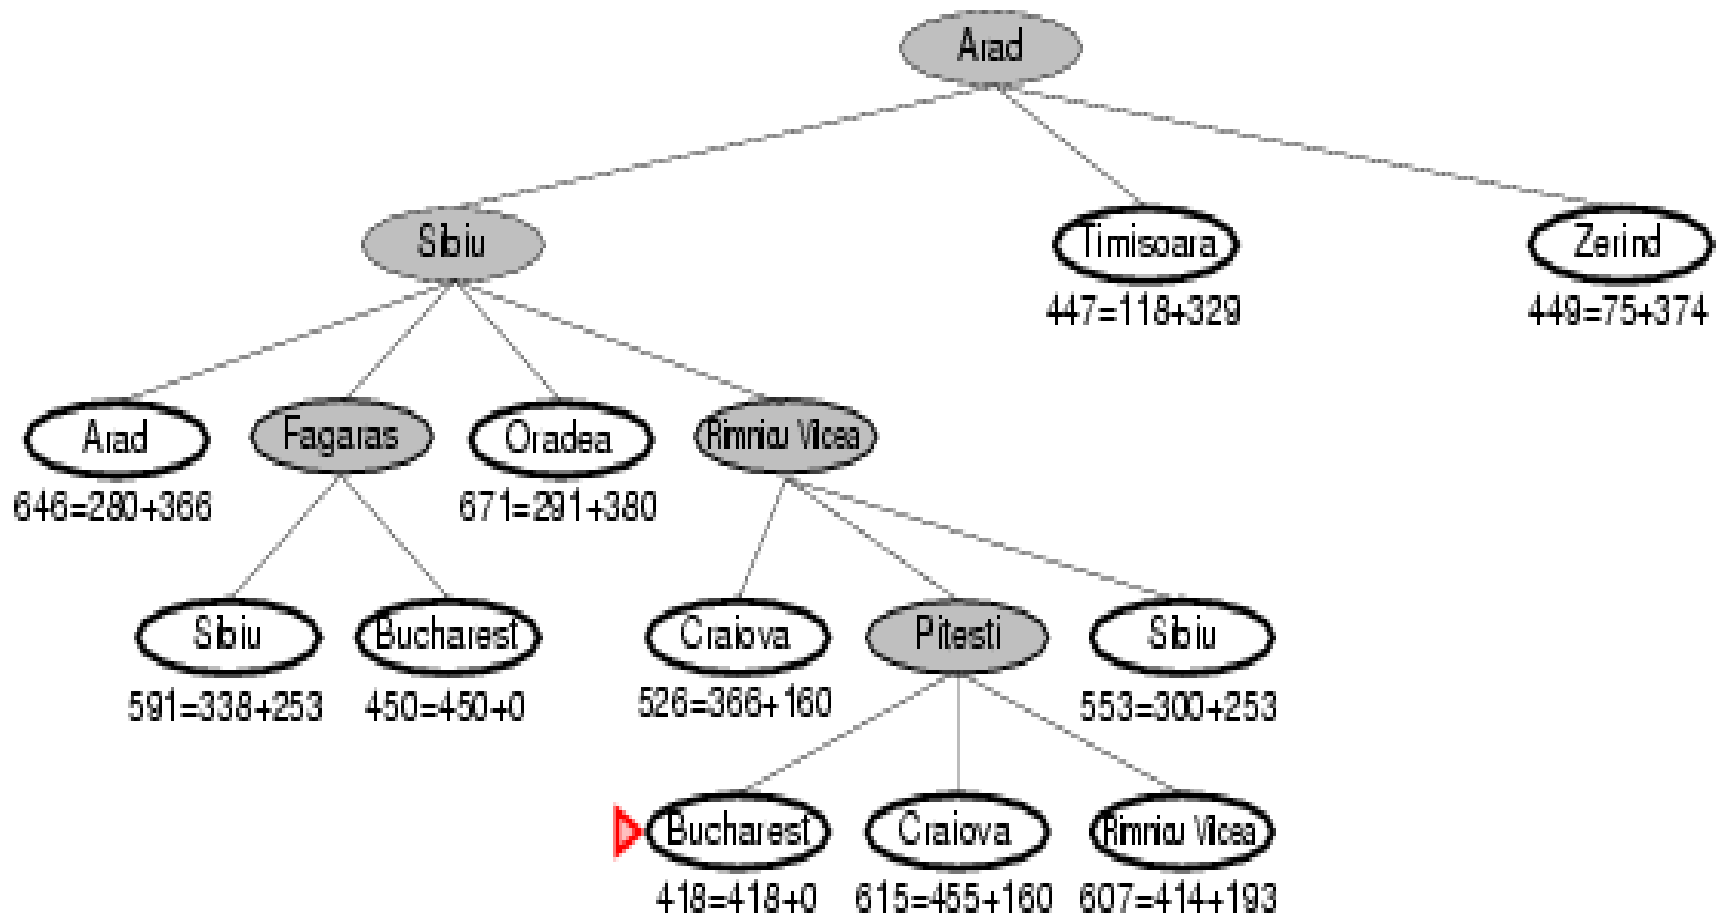 Arad
Sibiu
Timisoara
Zerind
447=118+329
449=75+374
Arad
Fagaras
Oradea
Rimnicu Vilcea
646=280+366
671=291+380
Sibiu
Bucharest
Craiova
Pitesti
Sibiu
591=338+253
450=450+0
526=366+160
553=300+253
Bucharest
Craiova
Rimnicu Vilcea
418=418+0
615=455+160
607=414+193